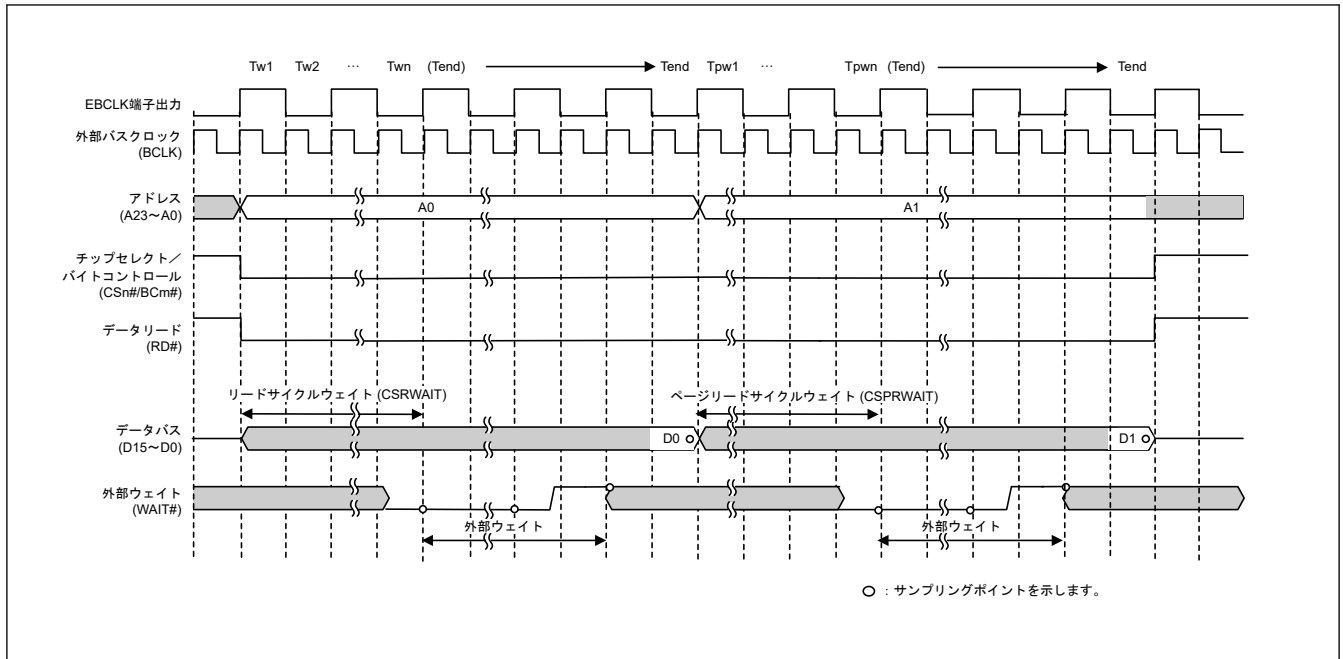 Tw1 Tw2 … Twn (Tend) Tend Tpw1 … Tpwn (Tend) Tend
EBCLK端子出力
外部バスクロック
(BCLK)
アドレス
(A23～A0)
A0 A1
チップセレクト／
バイトコントロール
(CSn#/BCm#)
データリード
(RD#)
リードサイクルウェイト (CSRWAIT) ページリードサイクルウェイト (CSPRWAIT)
データバス
(D15～D0)
D0 D1
外部ウェイト
(WAIT#)
外部ウェイト 外部ウェイト
：サンプリングポイントを示します。